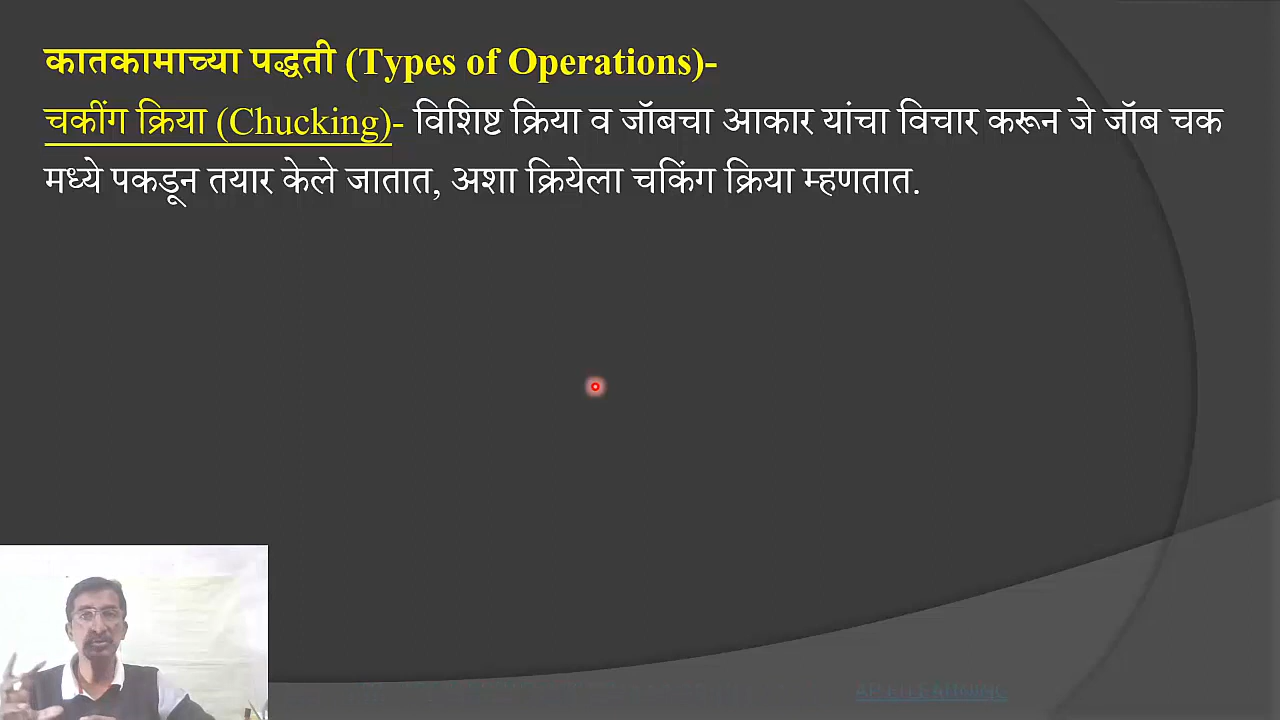 कातकामाच्या पद्धती (Types of Operations)-
चकींग क्रिया (Chucking)- विशिष्ट क्रिया व जॉबचा आकार यांचा विचार करून जे जॉब चक
मध्ये पकडून तयार केले जातात, अशा क्रियेला चकिंग क्रिया म्हणतात.